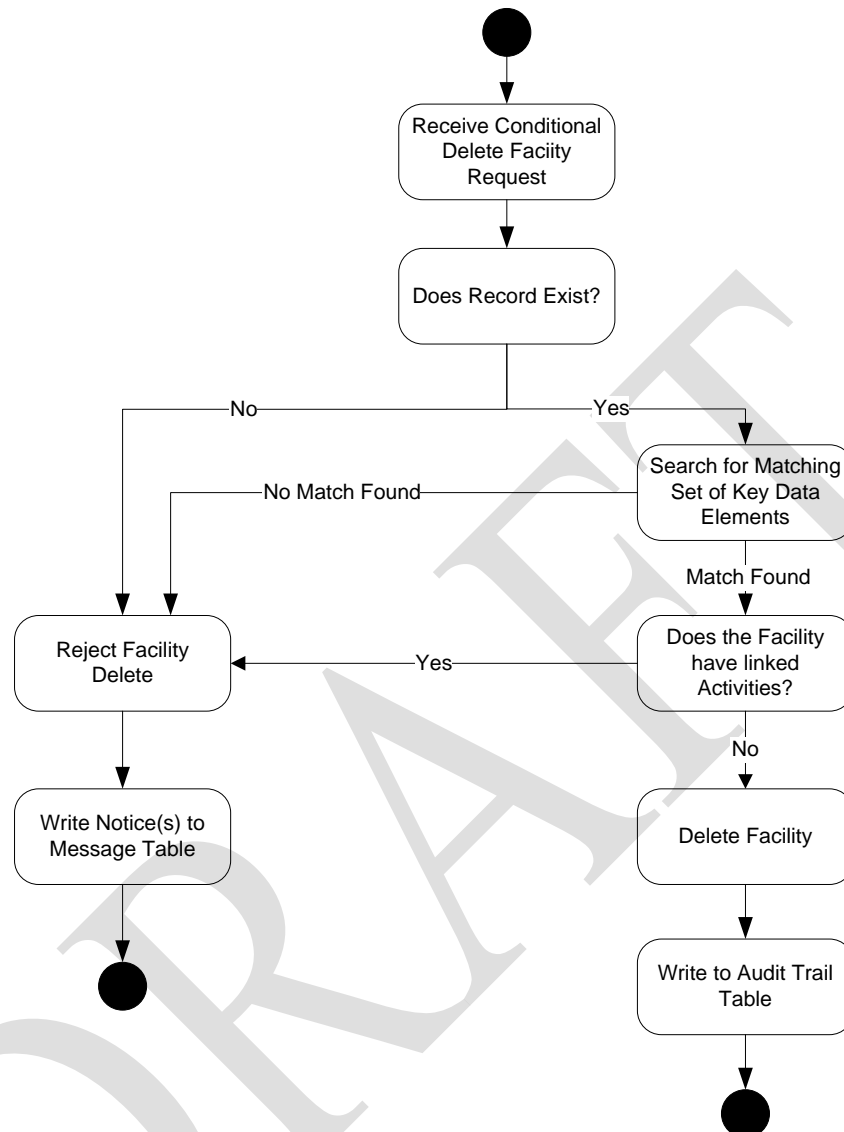 Receive Conditional
Delete Faciity
Request
Does Record Exist?
No
Yes
Search for Matching
Set of Key Data
Elements
No Match Found
Match Found
Does the Facility
have linked
Activities?
Reject Facility
Delete
Yes
No
Write Notice(s) to
Message Table
Delete Facility
Write to Audit Trail
Table
DRAFT